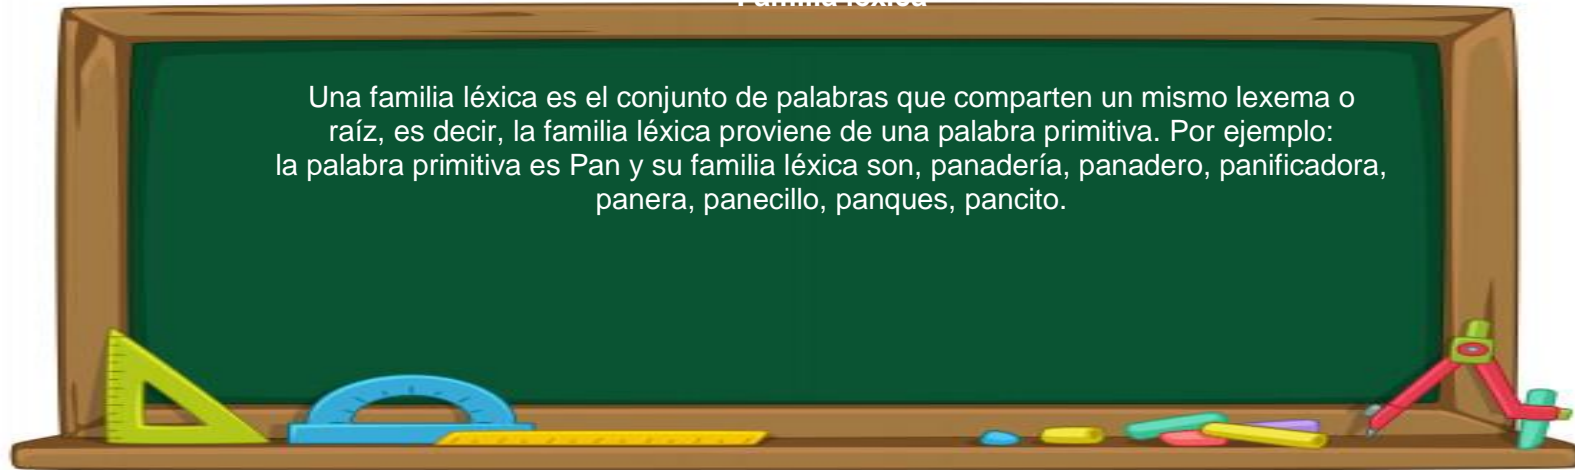 Familia léxica
Una familia léxica es el conjunto de palabras que comparten un mismo lexema o
raíz, es decir, la familia léxica proviene de una palabra primitiva. Por ejemplo:
la palabra primitiva es Pan y su familia léxica son, panadería, panadero, panificadora,
panera, panecillo, panques, pancito.